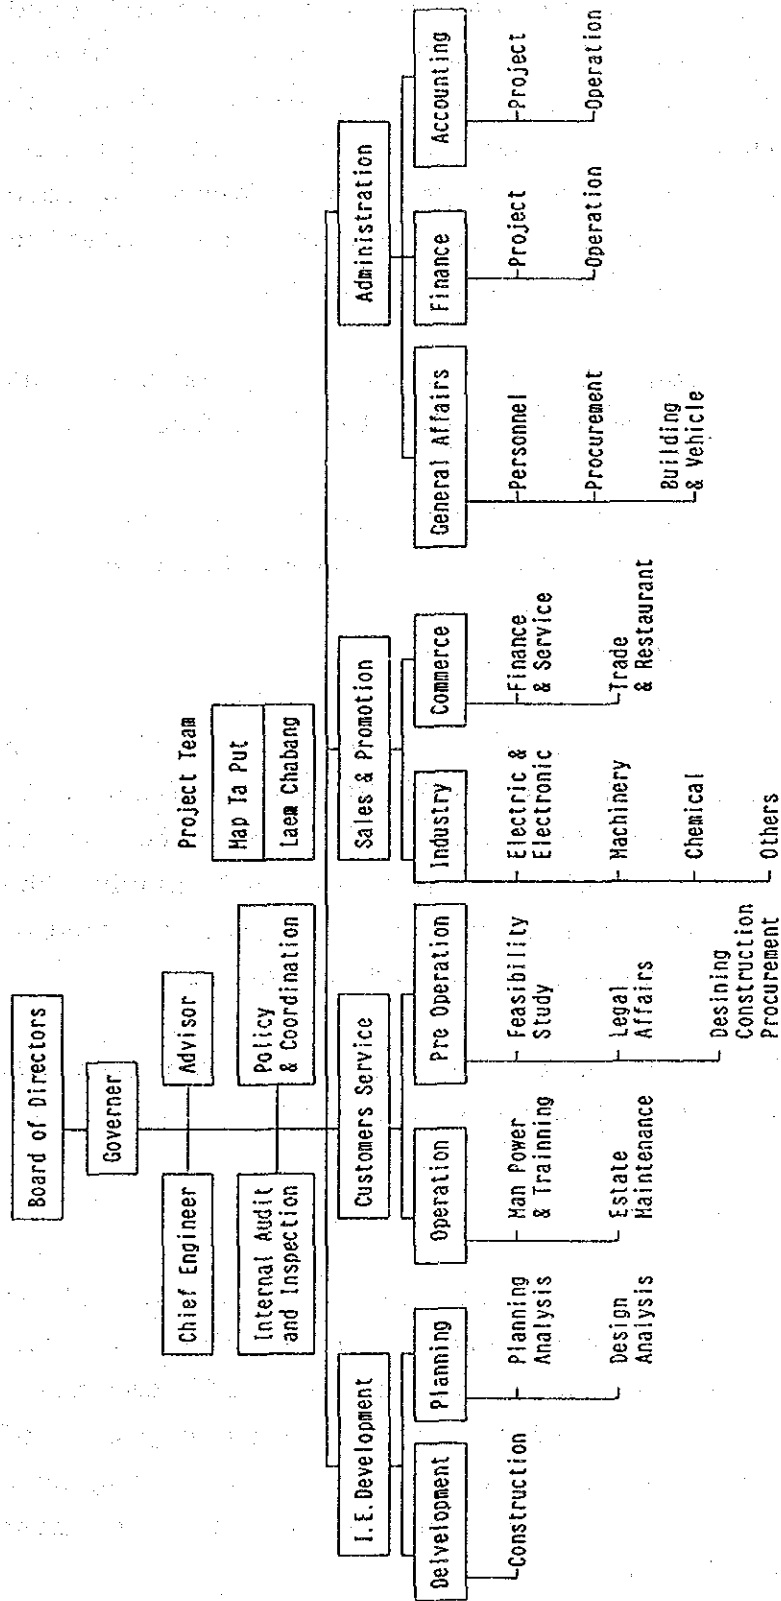 Board of Directors
Governer
Chief Engineer
Advisor
Internal Audit
and Inspection
Policy
& Coordination
Project Team
Map Ta Put
Laem Chabang
I.E.Development
Customers Service
Sales & Promotion
Administration
Delvelopment
Planning
Operation
Pre Operation
Industry
Commerce
General Affairs
Finance
Accounting
Construction
Planning
Analysis
Design
Analysis
Man Power
& Trainning
Estate
Maintenance
Feasibility
Study
Legal
Affairs
Desining
Construction
Procurement
Electric &
Electronic
Machinery
Chemical
Others
Finance
& Service
Trade
& Restaurant
Personnel
Procurement
Building
& Vehicle
Project
Operation
Project
Operation